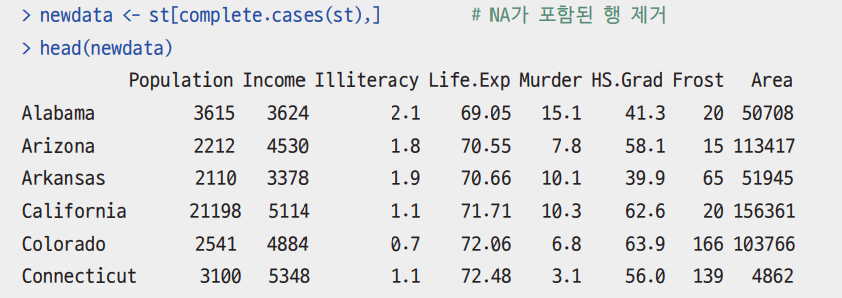 > newdata <- st[complete.cases(st),] # NA가 포함된 행 제거
> head(newdata)
Population Income Illiteracy Life.Exp Murder HS.Grad Frost Area
Alabama 3615 3624 2.1 69.05 15.1 41.3 20 50708
Arizona 2212 4530 1.8 70.55 7.8 58.1 15 113417
Arkansas 2110 3378 1.9 70.66 10.1 39.9 65 51945
California 21198 5114 1.1 71.71 10.3 62.6 20 156361
Colorado 2541 4884 0.7 72.06 6.8 63.9 166 103766
Connecticut 3100 5348 1.1 72.48 3.1 56.0 139 4862